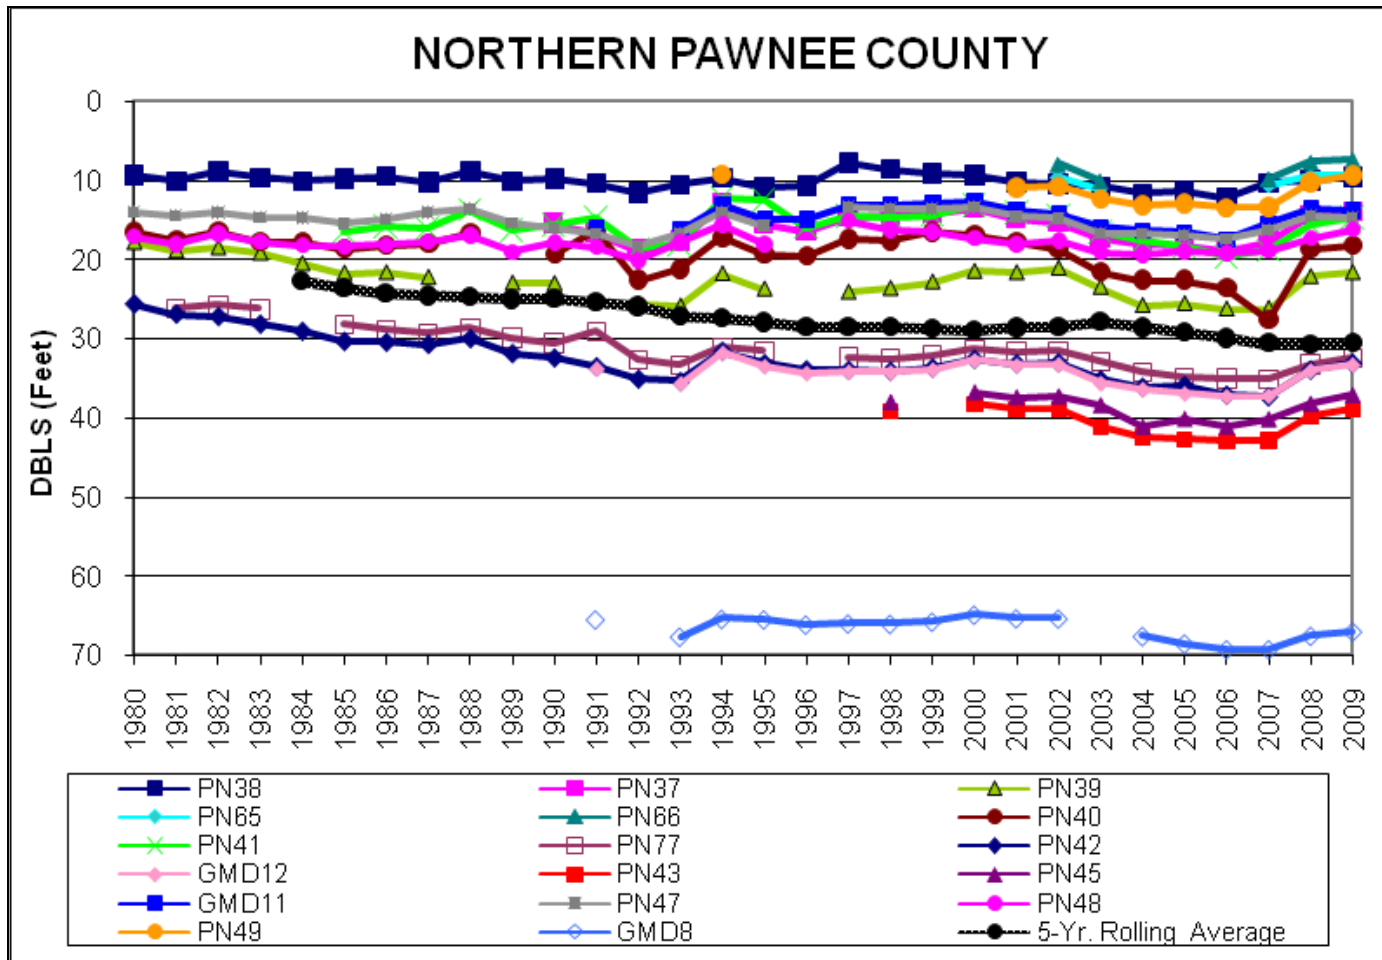 NORTHERN PAWNEE COUNTY
DBLS (Feet)
0
10
20
30
40
50
60
70
1980 1981 1982 1983 1984 1985 1986 1987 1988 1989 1990 1991 1992 1993 1994 1995 1996 1997 1998 1999 2000 2001 2002 2003 2004 2005 2006 2007 2008 2009
PN38 PN37 PN39
PN65 PN66 PN40
PN41 PN77 PN42
GMD12 PN43 PN45
GMD11 PN47 PN48
PN49 GMD8 5-Yr. Rolling Average